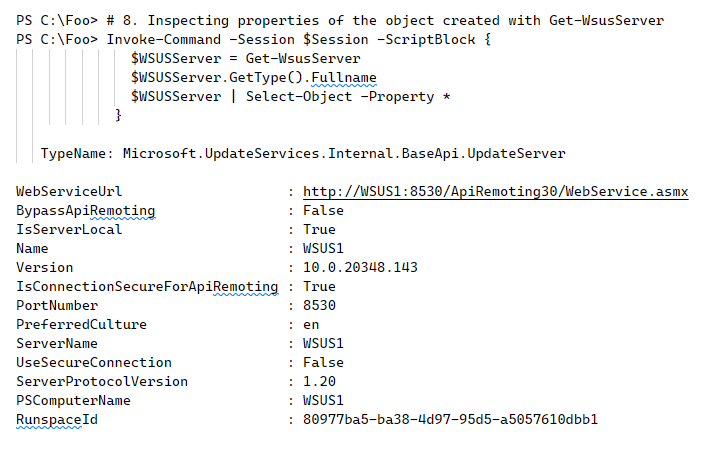 PS C:\Foo> # 8. Inspecting properties of the object created with Get-WsusServer
PS C:\Foo> Invoke-Command -Session $Session -ScriptBlock {
$WSUSServer = Get-WsusServer
$WSUSServer.GetType().Fullname
$WSUSServer | Select-Object -Property *
}
TypeName: Microsoft.UpdateServices.Internal.BaseApi.UpdateServer
WebServiceUrl : http://WSUS1:8530/ApiRemoting30/WebService.asmx
BypassApiRemoting : False
IsServerLocal : True
Name : WSUS1
Version : 10.0.20348.143
IsConnectionSecureForApiRemoting : True
PortNumber : 8530
PreferredCulture : en
ServerName : WSUS1
UseSecureConnection : False
ServerProtocolVersion : 1.20
PSComputerName : WSUS1
RunspaceId : 80977ba5-ba38-4d97-95d5-a5057610dbb1